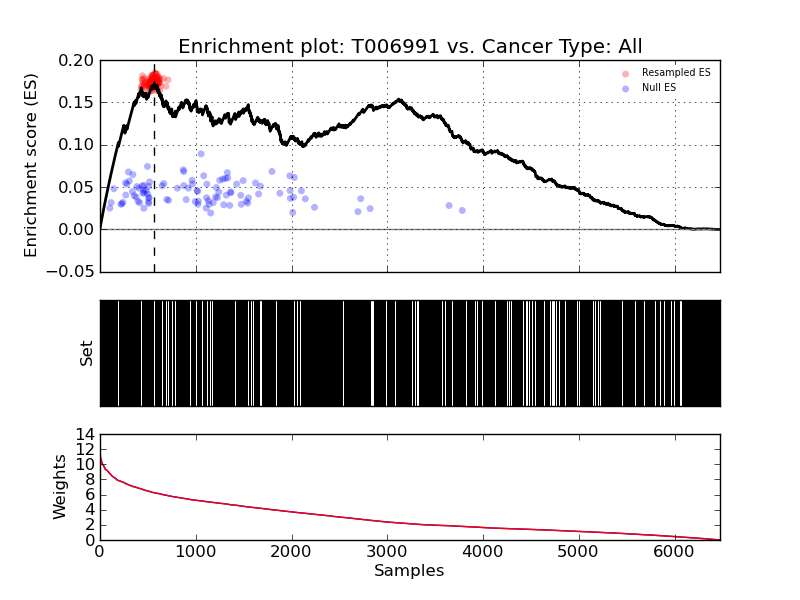 Enrichment plot: T006991 vs. Cancer Type: All
Enrichment score (ES)
0.20
0.15
0.10
0.05
0.00
−0.05
Resampled ES
Null ES
Set
Weights
14
12
10
8
6
4
2
0
0 1000 2000 3000 4000 5000 6000
Samples